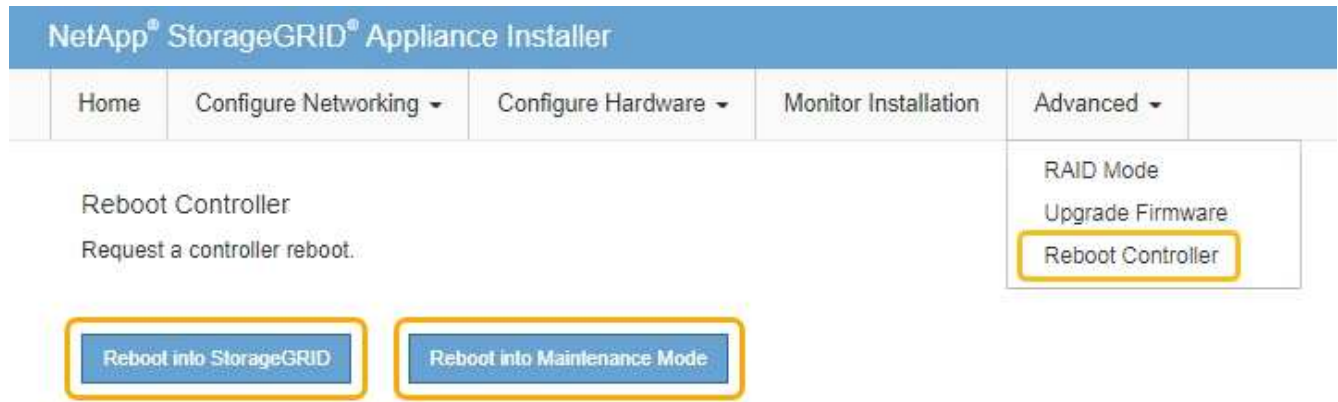 NetApp® StorageGRID® Appliance Installer
Home Configure Networking Configure Hardware Monitor Installation Advanced
RAID Mode
Upgrade Firmware
Reboot Controller
Reboot Controller
Request a controller reboot.
Reboot into StorageGRID Reboot into Maintenance Mode